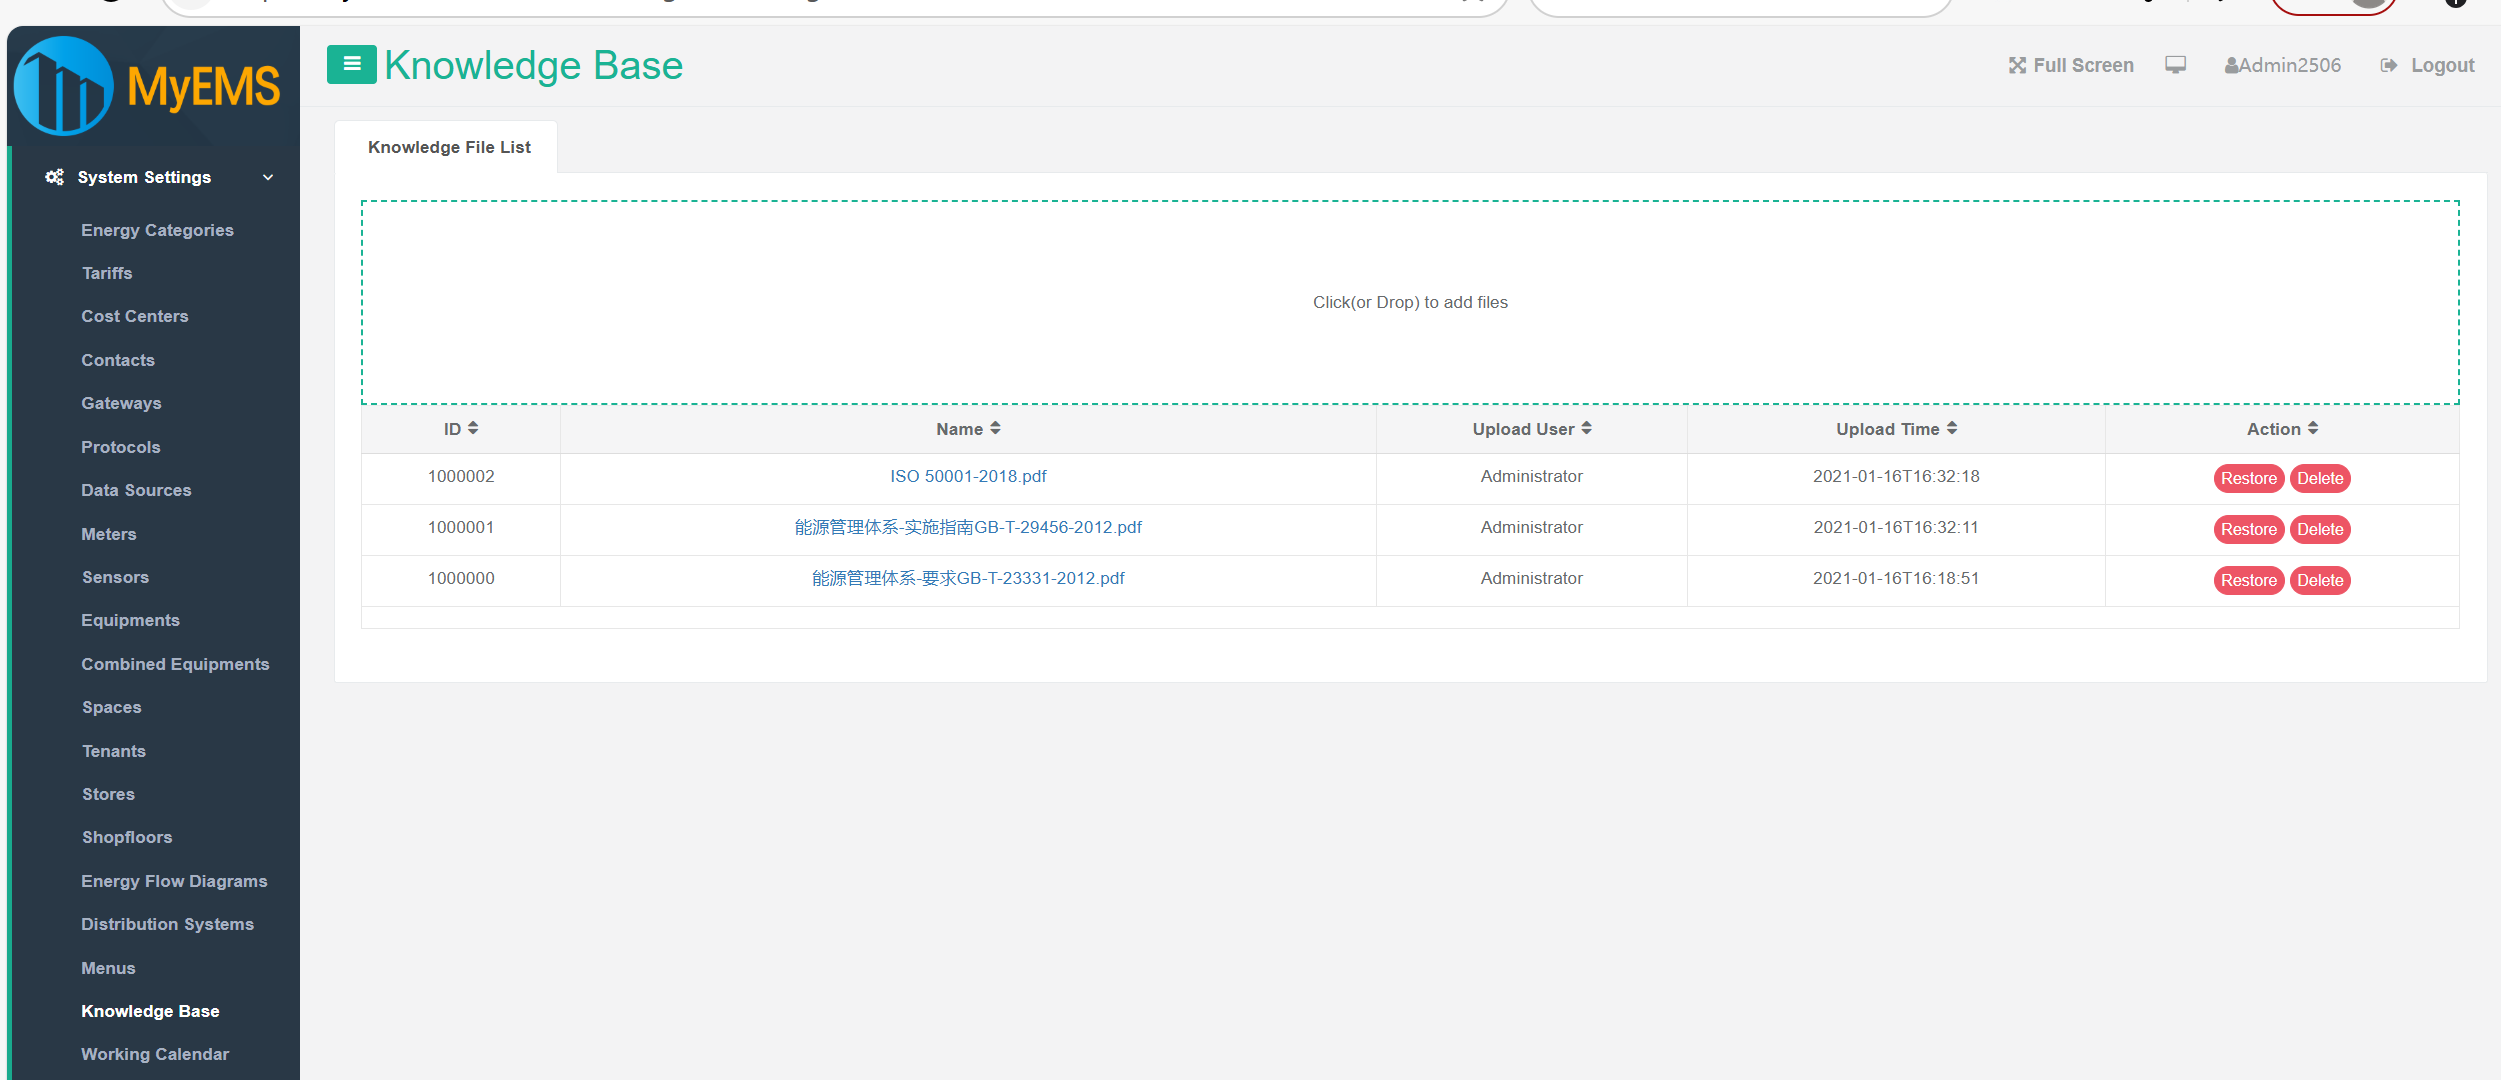 MyEMS
Knowledge Base
Full Screen
Admin2506
Logout
System Settings
Energy Categories
Tariffs
Cost Centers
Contacts
Gateways
Protocols
Data Sources
Meters
Sensors
Equipments
Combined Equipments
Spaces
Tenants
Stores
Shopfloors
Energy Flow Diagrams
Distribution Systems
Menus
Knowledge Base
Working Calendar
Knowledge File List
Click(or Drop) to add files
ID Name Upload User Upload Time Action
1000002 ISO 50001-2018.pdf Administrator 2021-01-16T16:32:18 Restore Delete
1000001 能源管理体系-实施指南GB-T-29456-2012.pdf Administrator 2021-01-16T16:32:11 Restore Delete
1000000 能源管理体系-要求GB-T-23331-2012.pdf Administrator 2021-01-16T16:18:51 Restore Delete